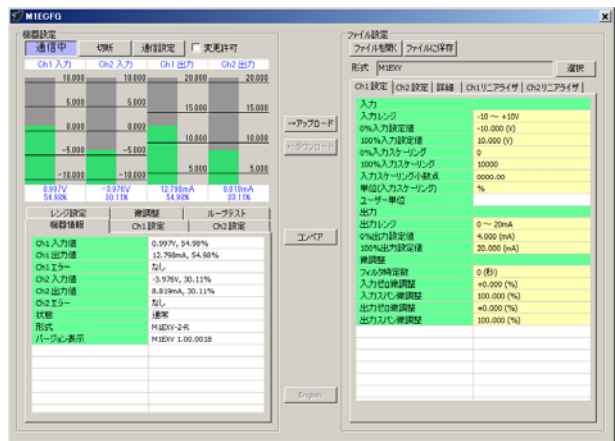 M1ECFG
機器設定
通信中 切断 通信設定 変更許可
Ch1 入力 Ch2 入力 Ch1 出力 Ch2 出力
10.000 10.000 20.000 20.000
5.000 5.000 15.000 15.000
0.000 0.000 10.000 10.000
-5.000 -5.000 5.000 5.000
-10.000 -10.000
0.997V -3.976V 12.798mA 8.819mA
54.98% 30.11% 54.98% 30.11%
レンジ設定 微調整 ループテスト
機器情報 Ch1 設定 Ch2 設定
Ch1 入力値 0.997V, 54.98%
Ch1 出力値 12.798mA, 54.98%
Ch1 エラー なし
Ch2 入力値 -3.976V, 30.11%
Ch2 出力値 8.819mA, 30.11%
Ch2 エラー なし
状態 通常
形式 M1EXV-2-R
バージョン表示 M1EXV 1.00.0018
→アップロード
←ダウンロード
コンペア
English
ファイル設定
ファイルを開く ファイルに保存
形式 M1EXV 選択
Ch1 設定 Ch2 設定 詳細 Ch1リニアライザ Ch2リニアライザ
入力
入力レンジ -10 ～ +10V
0%入力設定値 -10.000 (V)
100%入力設定値 10.000 (V)
0%入力スケーリング 0
100%入力スケーリング 10000
入力スケーリング小数点 0000.00
単位(入力スケーリング) %
ユーザー単位
出力
出力レンジ 0 ～ 20mA
0%出力設定値 4.000 (mA)
100%出力設定値 20.000 (mA)
微調整
フィルタ時定数 0 (秒)
入力ゼロ微調整 +0.000 (%)
入力スパン微調整 100.000 (%)
出力ゼロ微調整 +0.000 (%)
出力スパン微調整 100.000 (%)